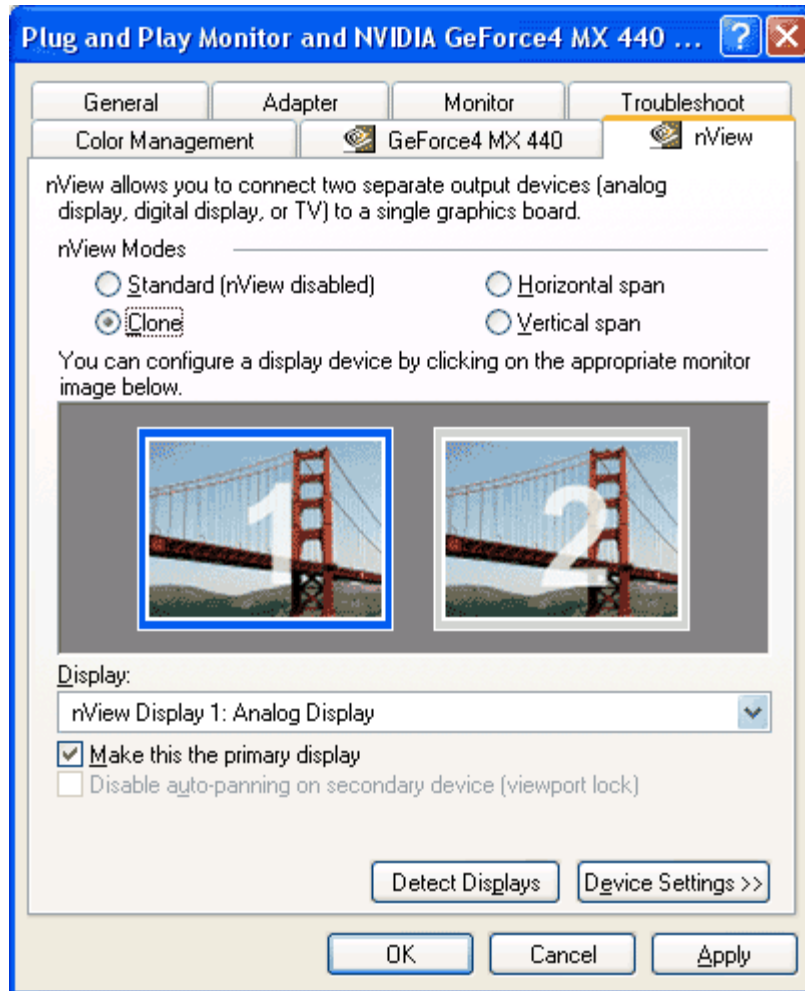 Plug and Play Monitor and NVIDIA GeForce4 MX 440 ...
General Adapter Monitor Troubleshoot
Color Management GeForce4 MX 440 nView
nView allows you to connect two separate output devices (analog
display, digital display, or TV) to a single graphics board.
nView Modes
Standard (nView disabled) Horizontal span
Clone Vertical span
You can configure a display device by clicking on the appropriate monitor
image below.
1 2
Display:
nView Display 1: Analog Display
Make this the primary display
Disable auto-panning on secondary device (viewport lock)
Detect Displays Device Settings >>
OK Cancel Apply